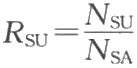 R_SU = N_SU / N_SA